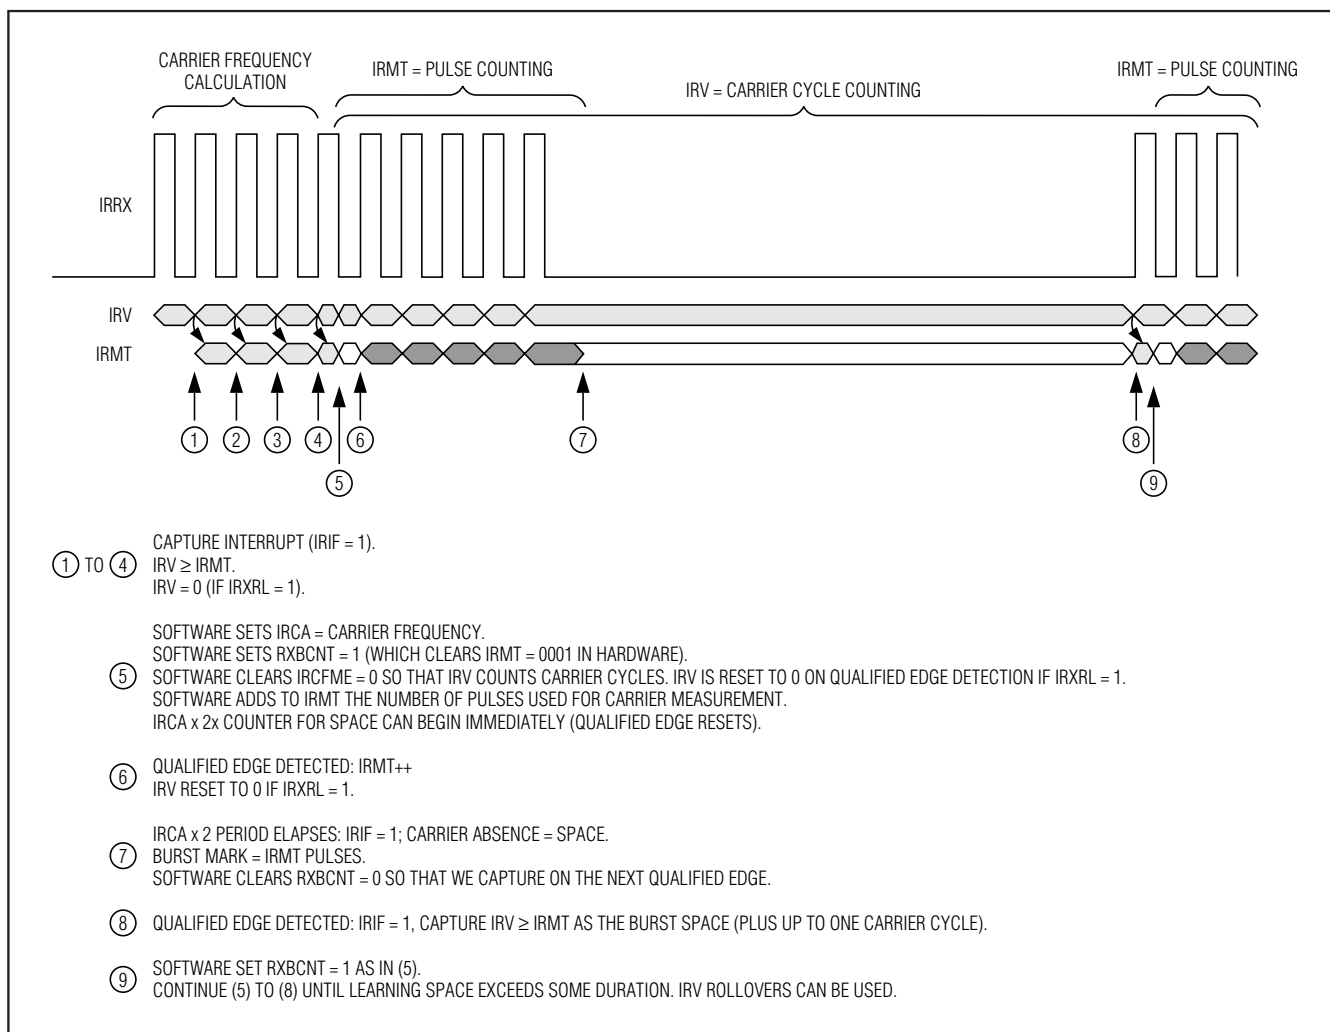 CARRIER FREQUENCY
CALCULATION
IRMT = PULSE COUNTING
IRV = CARRIER CYCLE COUNTING
IRMT = PULSE COUNTING
IRRX
IRV
IRMT
1
2
3
4
6
7
8
5
9
1 TO 4
CAPTURE INTERRUPT (IRIF = 1).
IRV ≥ IRMT.
IRV = 0 (IF IRXRL = 1).
5
SOFTWARE SETS IRCA = CARRIER FREQUENCY.
SOFTWARE SETS RXBCNT = 1 (WHICH CLEARS IRMT = 0001 IN HARDWARE).
SOFTWARE CLEARS IRCFME = 0 SO THAT IRV COUNTS CARRIER CYCLES. IRV IS RESET TO 0 ON QUALIFIED EDGE DETECTION IF IRXRL = 1.
SOFTWARE ADDS TO IRMT THE NUMBER OF PULSES USED FOR CARRIER MEASUREMENT.
IRCA x 2x COUNTER FOR SPACE CAN BEGIN IMMEDIATELY (QUALIFIED EDGE RESETS).
6
QUALIFIED EDGE DETECTED: IRMT++
IRV RESET TO 0 IF IRXRL = 1.
7
IRCA x 2 PERIOD ELAPSES: IRIF = 1; CARRIER ABSENCE = SPACE.
BURST MARK = IRMT PULSES.
SOFTWARE CLEARS RXBCNT = 0 SO THAT WE CAPTURE ON THE NEXT QUALIFIED EDGE.
8
QUALIFIED EDGE DETECTED: IRIF = 1, CAPTURE IRV ≥ IRMT AS THE BURST SPACE (PLUS UP TO ONE CARRIER CYCLE).
9
SOFTWARE SET RXBCNT = 1 AS IN (5).
CONTINUE (5) TO (8) UNTIL LEARNING SPACE EXCEEDS SOME DURATION. IRV ROLLOVERS CAN BE USED.